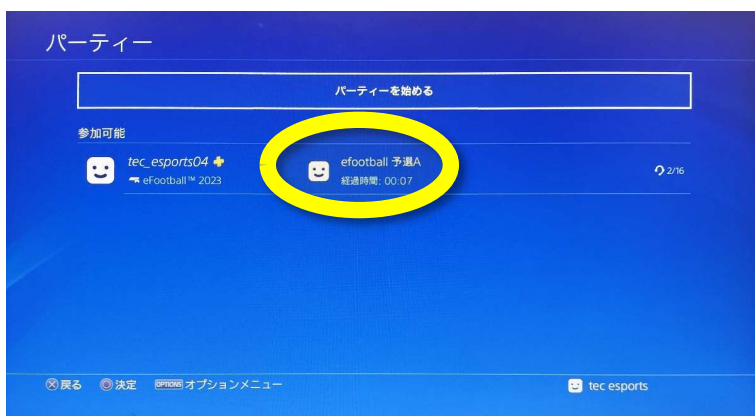 パーティー
パーティーを始める
参加可能
tec_esports04
eFootball™ 2023
efootball 予選A
経過時間: 00:07
2/16
戻る 決定 OPTIONS オプションメニュー
tec esports